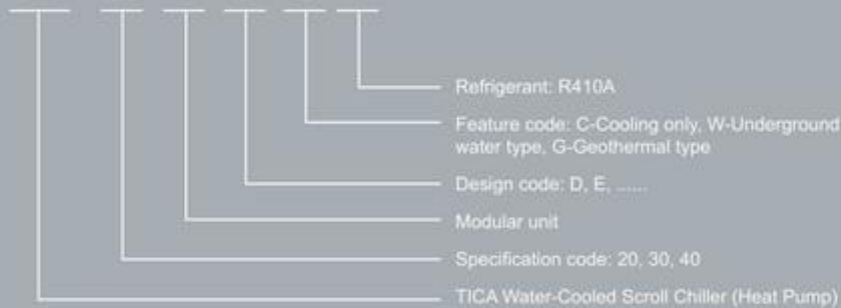 Refrigerant: R410A
Feature code: C-Cooling only, W-Underground
water type, G-Geothermal type
Design code: D, E, ......
Modular unit
Specification code: 20, 30, 40
TICA Water-Cooled Scroll Chiller (Heat Pump)